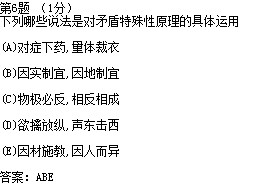 第6题 （1分）
下列哪些说法是对矛盾特殊性原理的具体运用
(A)对症下药,量体裁衣
(B)因实制宜,因地制宜
(C)物极必反,相反相成
(D)欲擒放纵,声东击西
(E)因材施教,因人而异
答案: ABE